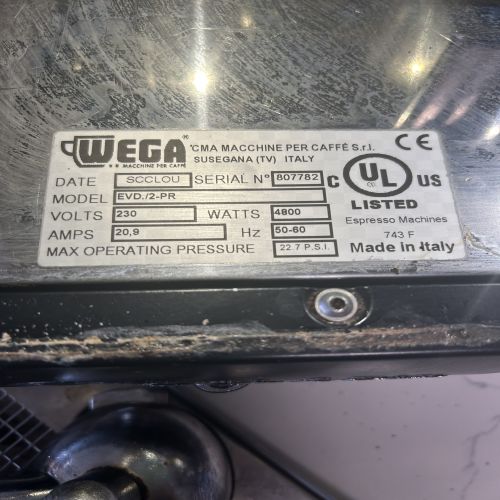 WEGA ®
MACCHINE PER CAFFÈ
CMA MACCHINE PER CAFFÈ S.r.l.
SUSEGANA (TV) ITALY
CE
DATE SCCLOU SERIAL N° 807782
MODEL EVD./2-PR
VOLTS 230 WATTS 4800
AMPS 20,9 Hz 50-60
MAX OPERATING PRESSURE 22.7 P.S.I.
C UL US
LISTED
Espresso Machines
743 F
Made in Italy